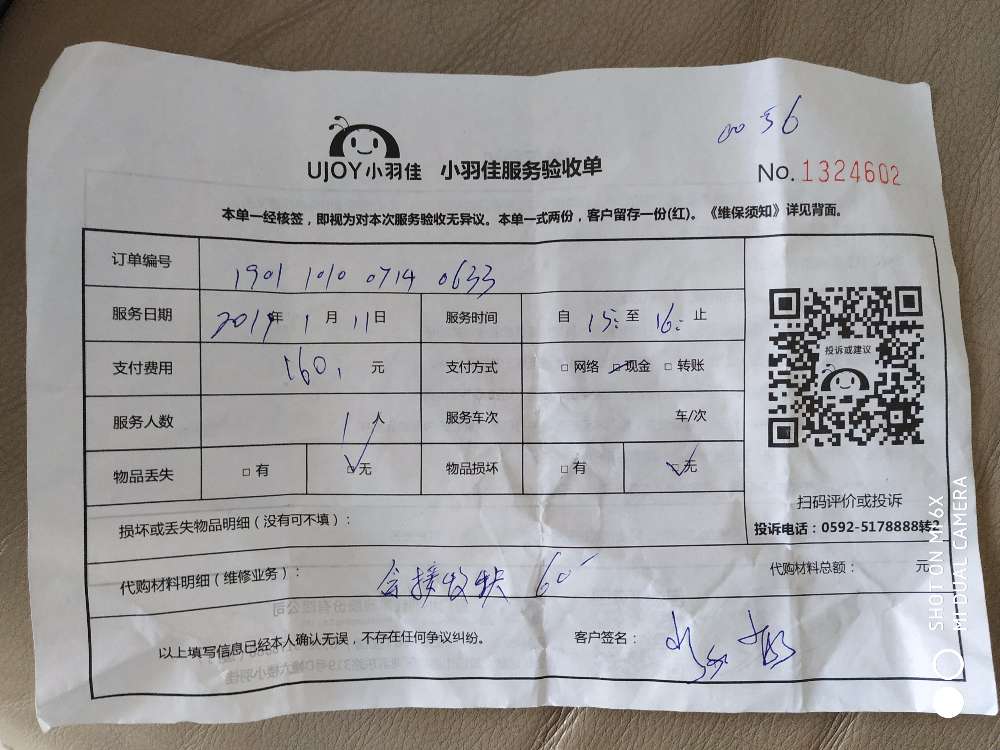 0036
UJOY小羽佳 小羽佳服务验收单
No.1324602
本单一经核签，即视为对本次服务验收无异议。本单一式两份，客户留存一份(红)。《维保须知》详见背面。
订单编号 1901 1010 0714 0633
服务日期 2019年 1月 11日 服务时间 自 15: 至 16: 止
支付费用 160. 元 支付方式 □ 网络 □ 现金 □ 转账
服务人数 1 人 服务车次 车/次
物品丢失 □ 有 □ 无 物品损坏 □ 有 □ 无
投诉或建议
扫码评价或投诉
投诉电话：0592-5178888转2
损坏或丢失物品明细（没有可不填）：
代购材料明细（维修业务）： 60 代购材料总额： 元
以上填写信息已经本人确认无误，不存在任何争议纠纷。 客户签名：
SHOT ON MI 6X
MI DUAL CAMERA